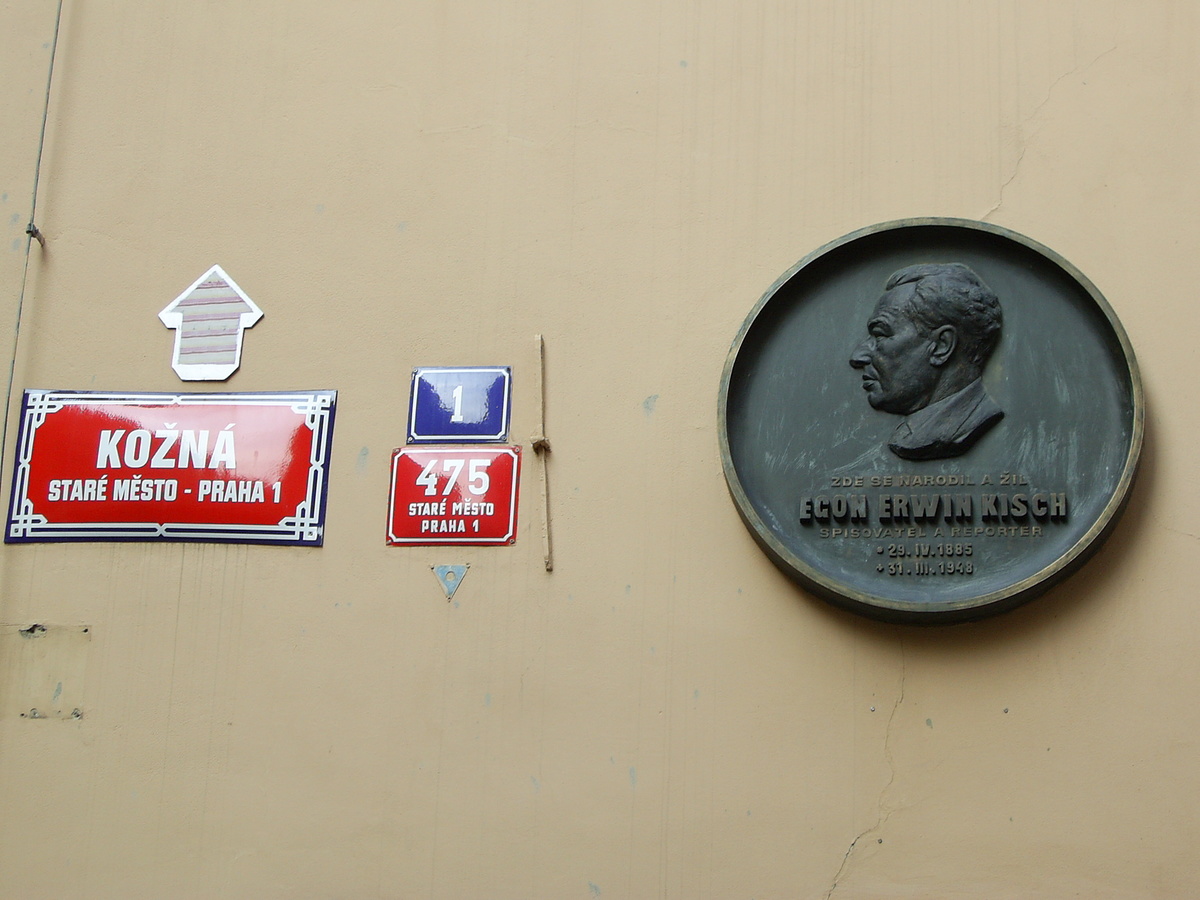 KOŽNÁ
STARÉ MĚSTO - PRAHA 1
1
475
STARÉ MĚSTO
PRAHA 1
ZDE SE NARODIL A ŽIL
EGON ERWIN KISCH
SPISOVATEL A REPORTER
* 29. IV. 1885
+ 31. III. 1948